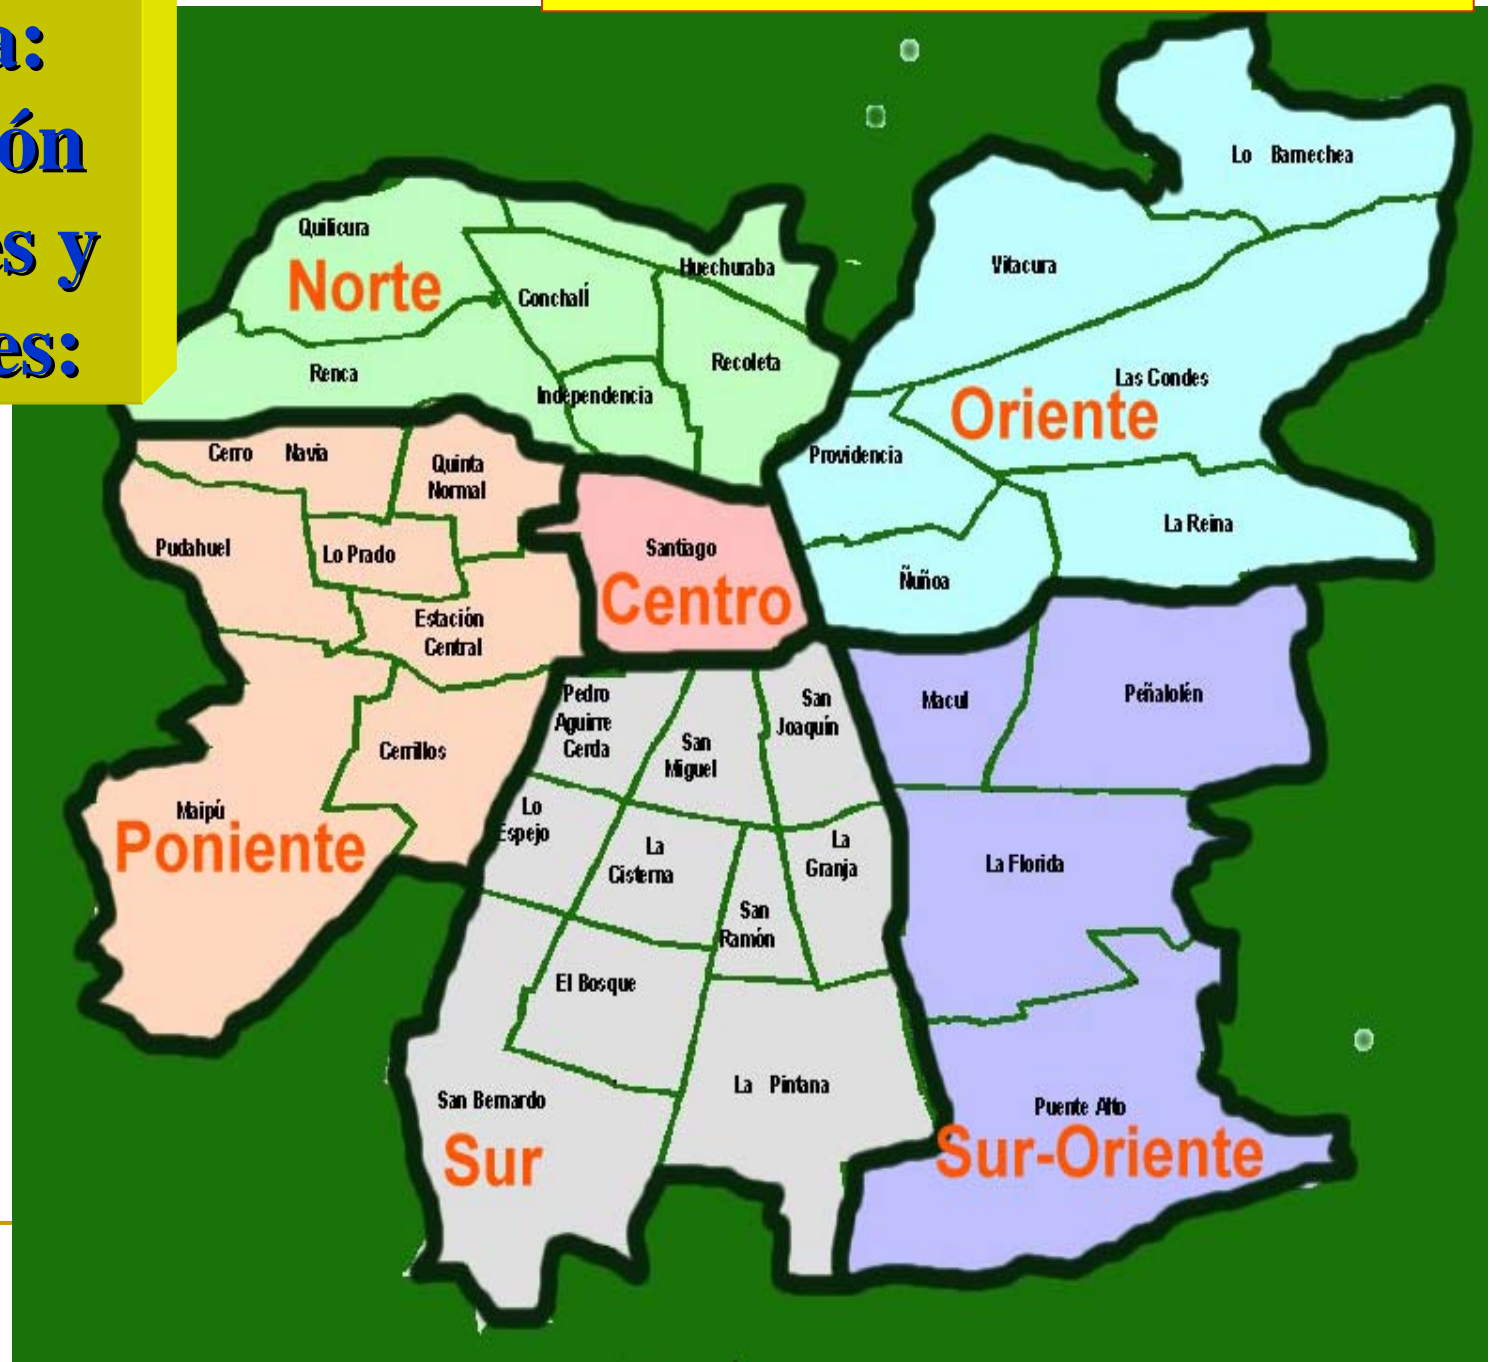 a:
ón
es y
es:
Lo Barnechea
Quilicura
Norte
Huechuraba
Conchalí
Vitacura
Renca
Recoleta
Independencia
Las Condes
Oriente
Cerro Navia
Quinta
Normal
Providencia
Pudahuel
Lo Prado
Santiago
Centro
La Reina
Ñuñoa
Estación
Central
Pedro
Aguirre
Cerda
San
Joaquín
Macul
Peñalolén
San
Miguel
Cerrillos
Maipú
Poniente
Lo
Espejo
La
Cisterna
La
Granja
La Florida
San
Ramón
El Bosque
La Pintana
San Bernardo
Sur
Puente Alto
Sur-Oriente